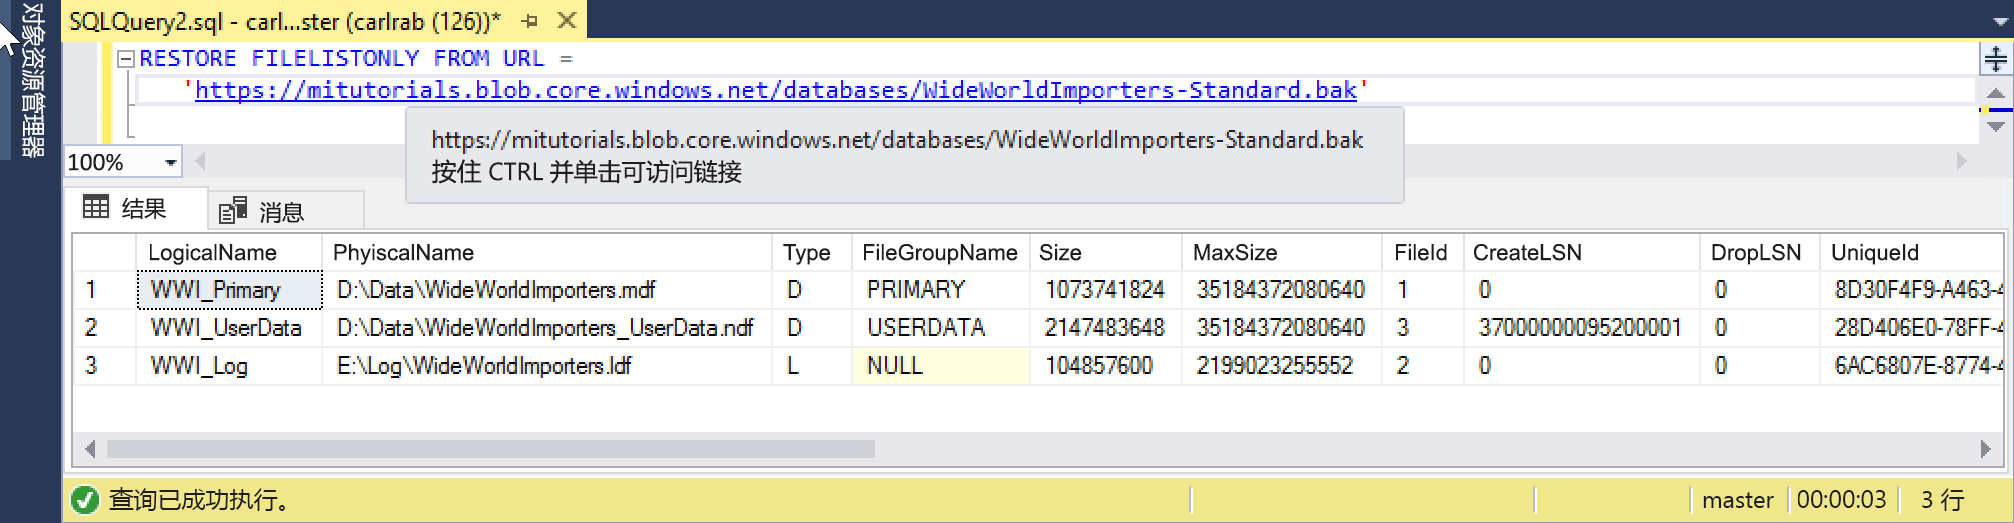 对象资源管理器
SQLQuery2.sql - carl...ster (carlrab (126))*
RESTORE FILELISTONLY FROM URL =
'https://mitutorials.blob.core.windows.net/databases/WideWorldImporters-Standard.bak'
https://mitutorials.blob.core.windows.net/databases/WideWorldImporters-Standard.bak
按住 CTRL 并单击可访问链接
100%
结果 消息
LogicalName PhyiscalName Type FileGroupName Size MaxSize FileId CreateLSN DropLSN UniqueId
1 WWI_Primary D:\Data\WideWorldImporters.mdf D PRIMARY 1073741824 35184372080640 1 0 0 8D30F4F9-A463-4
2 WWI_UserData D:\Data\WideWorldImporters_UserData.ndf D USERDATA 2147483648 35184372080640 3 37000000095200001 0 28D406E0-78FF-4
3 WWI_Log E:\Log\WideWorldImporters.ldf L NULL 104857600 2199023255552 2 0 0 6AC6807E-8774-4
查询已成功执行。 master 00:00:03 3 行